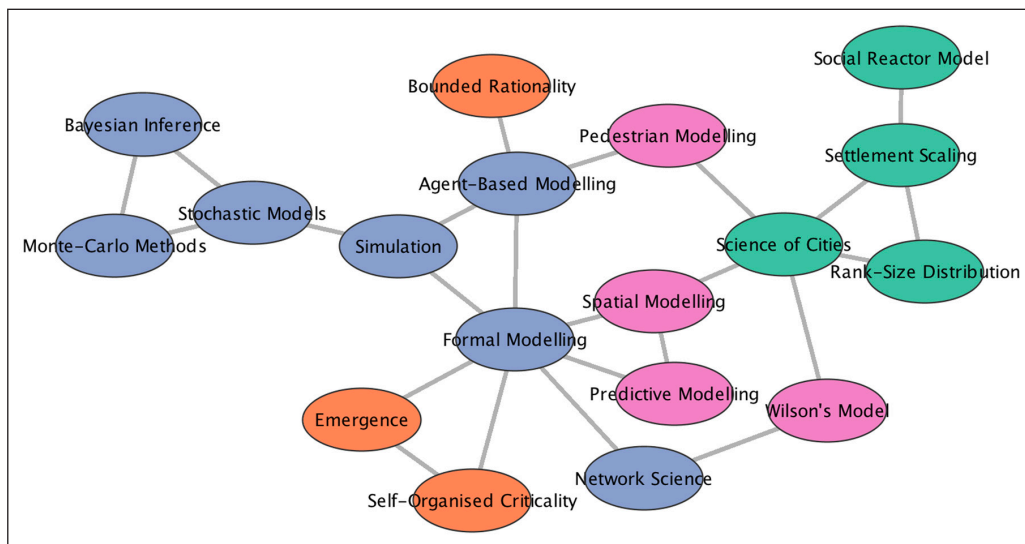 Social Reactor Model
Bounded Rationality
Bayesian Inference
Pedestrian Modelling
Settlement Scaling
Agent-Based Modelling
Stochastic Models
Monte-Carlo Methods
Simulation
Science of Cities
Rank-Size Distribution
Spatial Modelling
Formal Modelling
Predictive Modelling
Wilson's Model
Emergence
Network Science
Self-Organised Criticality